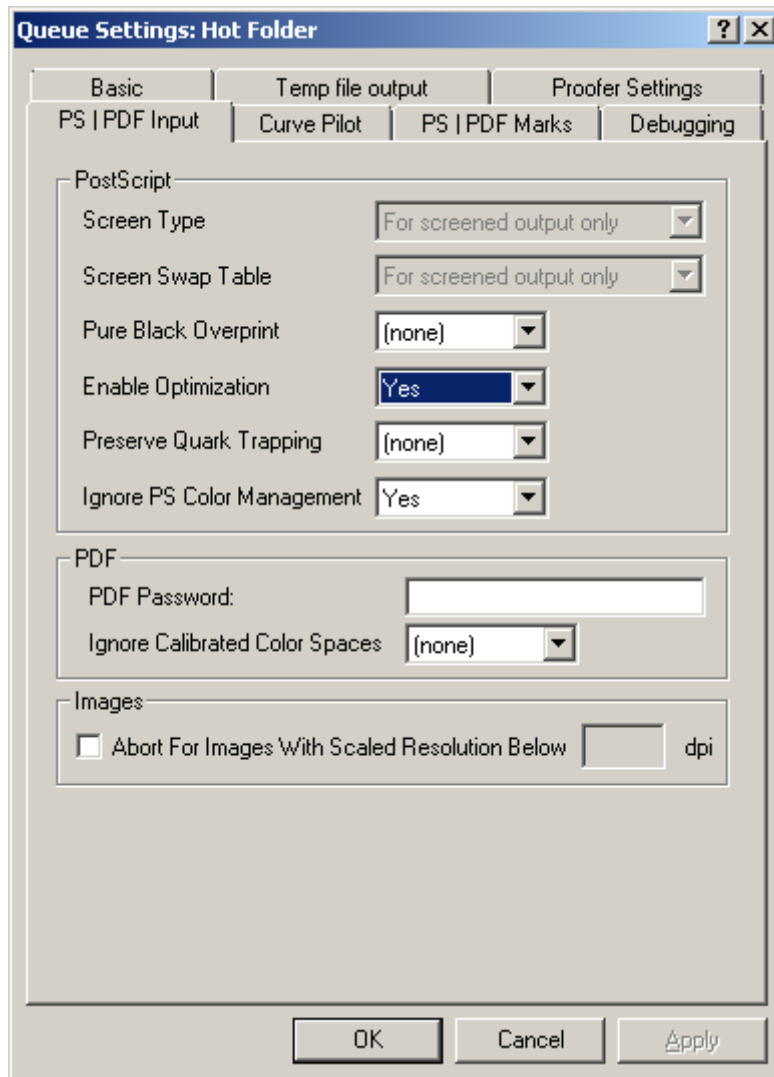 Queue Settings: Hot Folder
Basic
Temp file output
Proofer Settings
PS | PDF Input
Curve Pilot
PS | PDF Marks
Debugging
PostScript
Screen Type
For screened output only
Screen Swap Table
For screened output only
Pure Black Overprint
(none)
Enable Optimization
Yes
Preserve Quark Trapping
(none)
Ignore PS Color Management
Yes
PDF
PDF Password:
Ignore Calibrated Color Spaces
(none)
Images
Abort For Images With Scaled Resolution Below
dpi
OK
Cancel
Apply